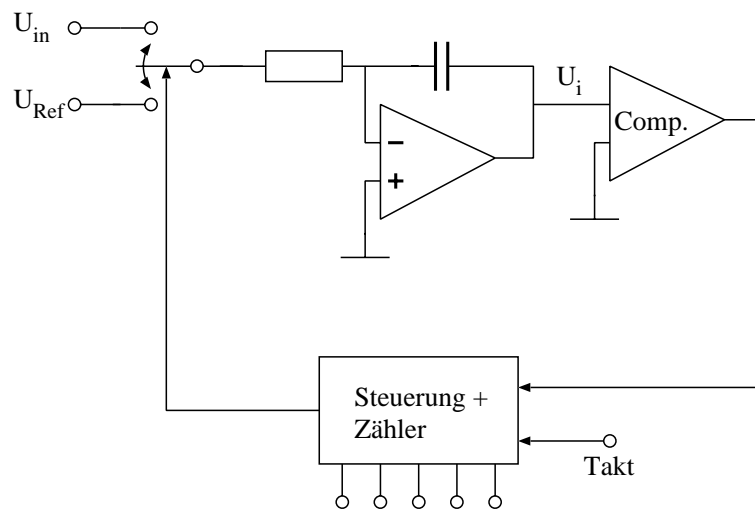 U_in
U_Ref
U_i
Comp.
−
+
Steuerung +
Zähler
Takt